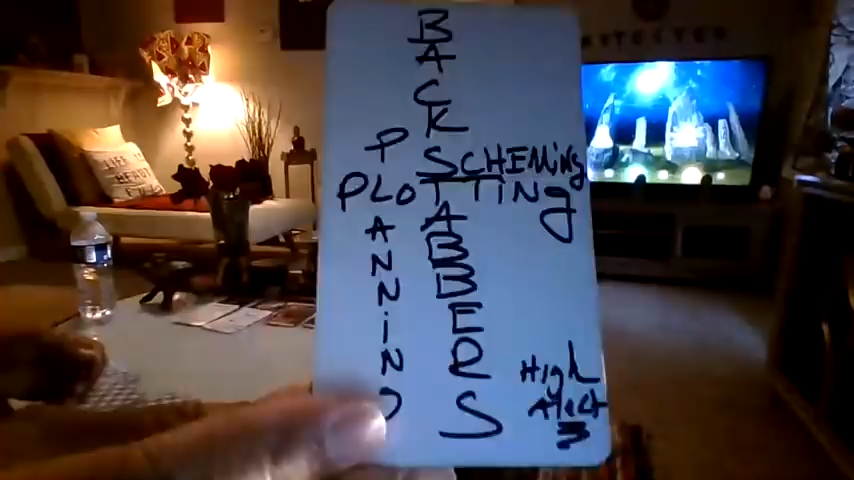 BACKSTABBERS
SCHEMiNg
PLOTTiNg
PLANNiNG
High
Alert
3